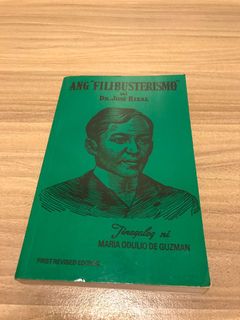 ANG "FILIBUSTERISMO"
ni
DR. JOSE RIZAL
Tinagalog ni
MARIA ODULIO DE GUZMAN
FIRST REVISED EDITION